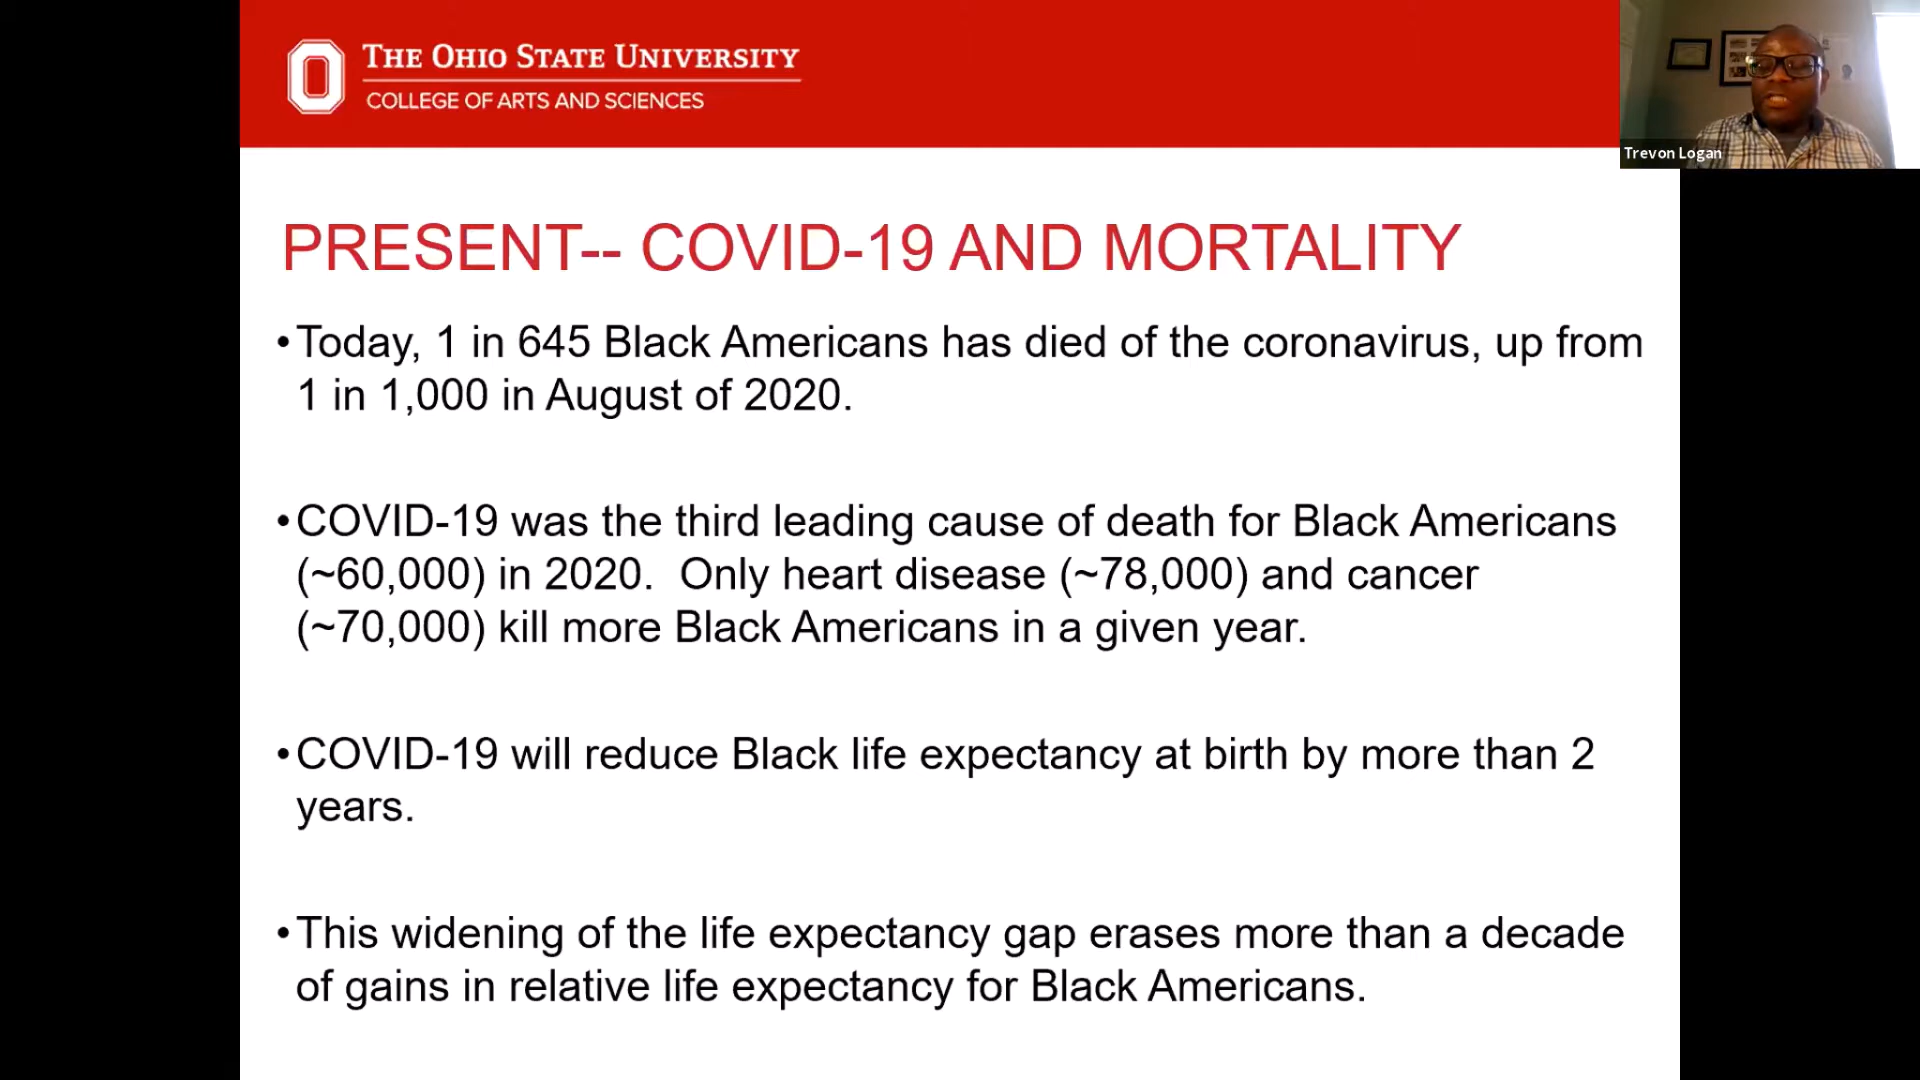 THE OHIO STATE UNIVERSITY
COLLEGE OF ARTS AND SCIENCES
Trevon Logan
PRESENT-- COVID-19 AND MORTALITY
•Today, 1 in 645 Black Americans has died of the coronavirus, up from
1 in 1,000 in August of 2020.
•COVID-19 was the third leading cause of death for Black Americans
(~60,000) in 2020.  Only heart disease (~78,000) and cancer
(~70,000) kill more Black Americans in a given year.
•COVID-19 will reduce Black life expectancy at birth by more than 2
years.
•This widening of the life expectancy gap erases more than a decade
of gains in relative life expectancy for Black Americans.